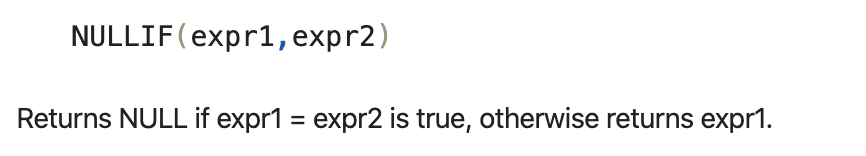 NULLIF(expr1,expr2)
Returns NULL if expr1 = expr2 is true, otherwise returns expr1.